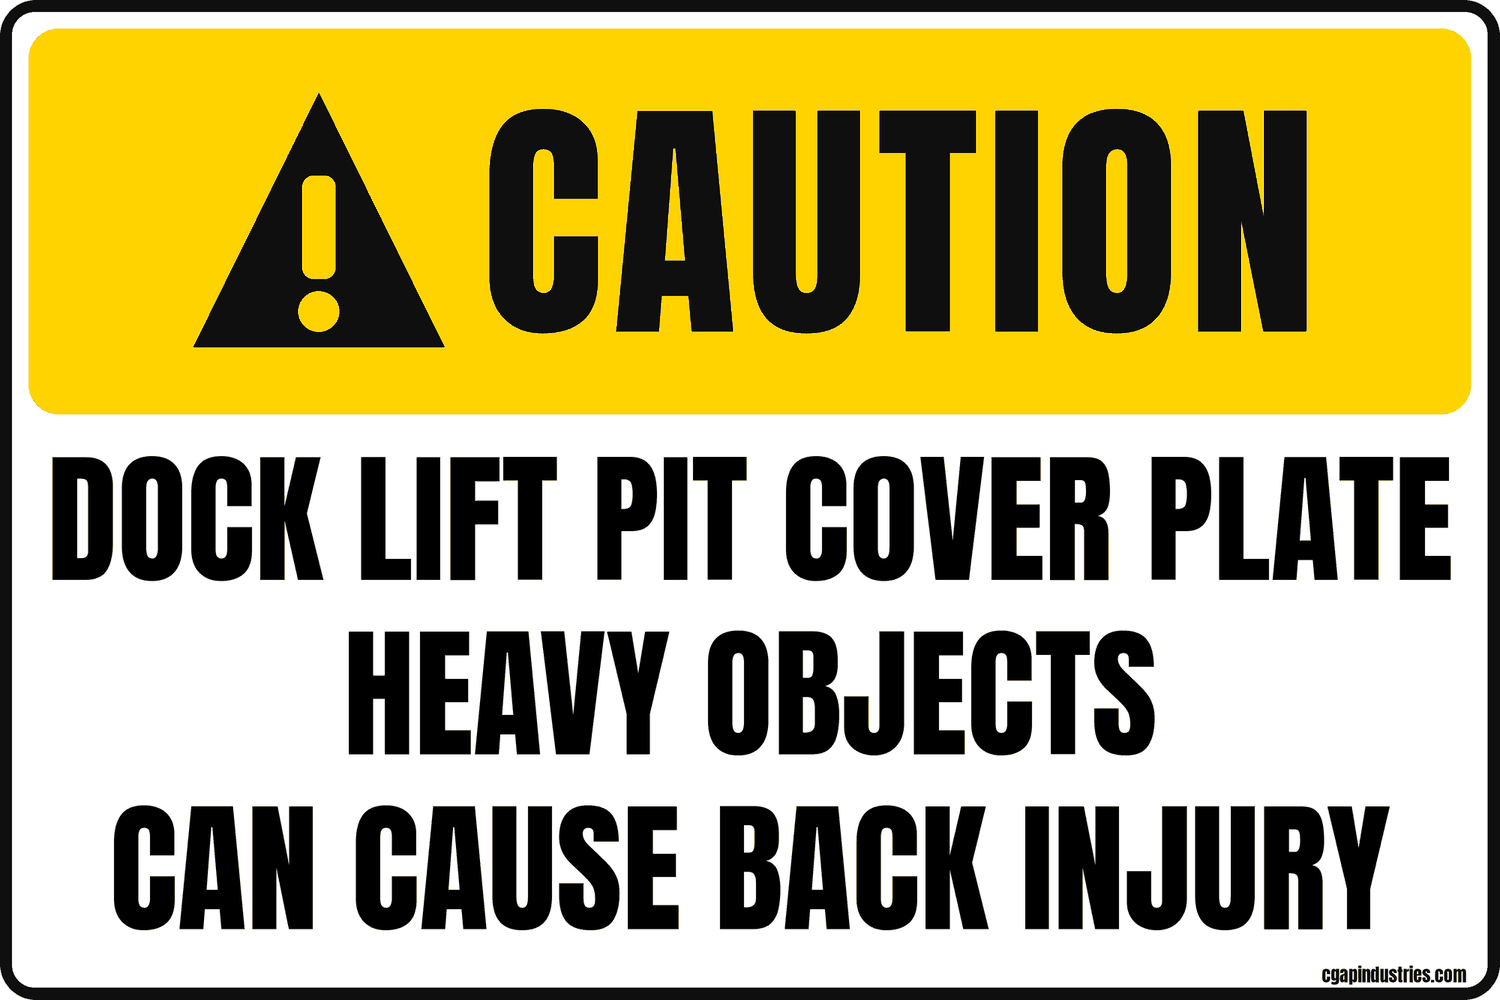 CAUTION
DOCK LIFT PIT COVER PLATE
HEAVY OBJECTS
CAN CAUSE BACK INJURY
cgapindustries.com